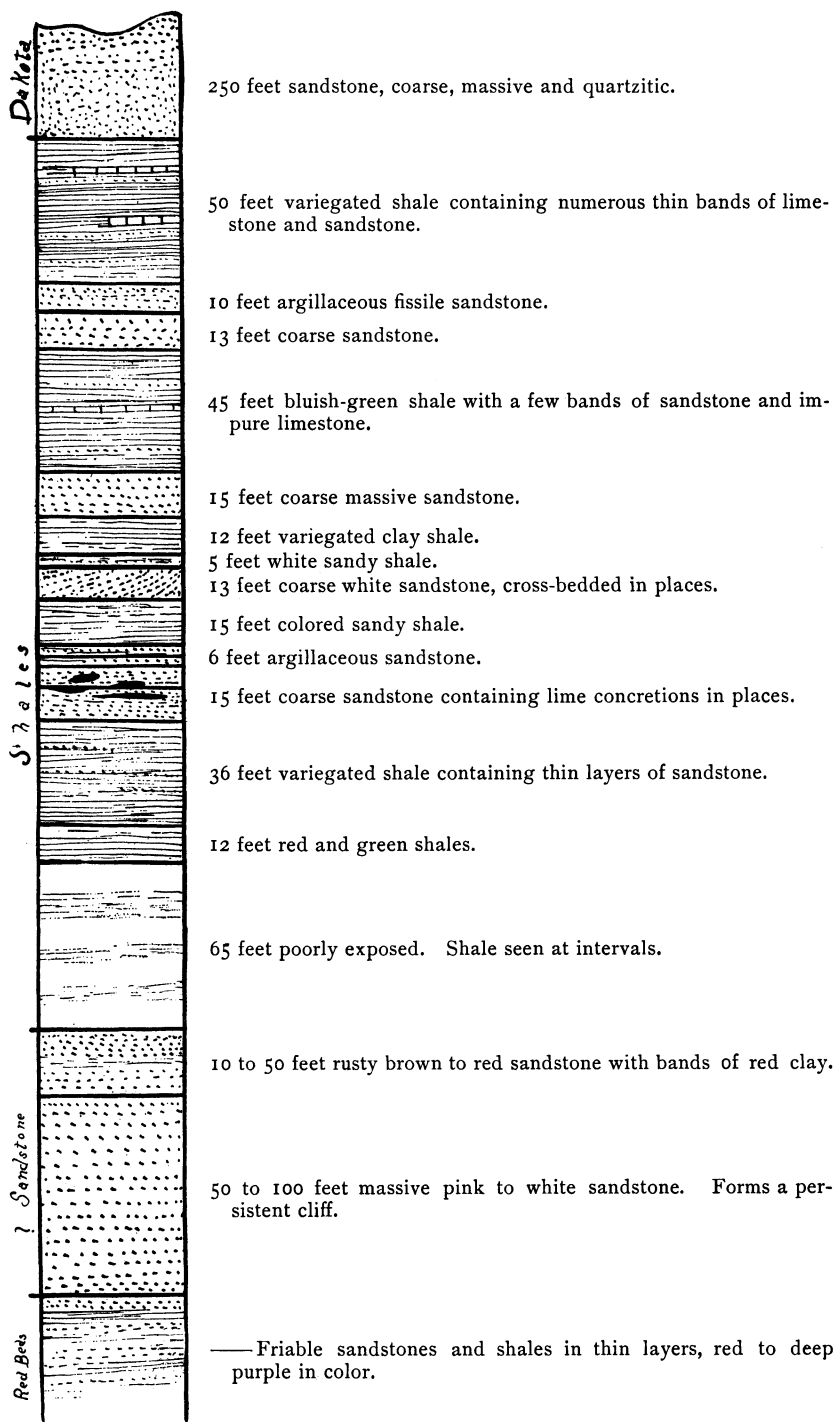 Dakota
250 feet sandstone, coarse, massive and quartzitic.
50 feet variegated shale containing numerous thin bands of lime-
stone and sandstone.
10 feet argillaceous fissile sandstone.
13 feet coarse sandstone.
45 feet bluish-green shale with a few bands of sandstone and im-
pure limestone.
15 feet coarse massive sandstone.
12 feet variegated clay shale.
5 feet white sandy shale.
13 feet coarse white sandstone, cross-bedded in places.
Shales
15 feet colored sandy shale.
6 feet argillaceous sandstone.
15 feet coarse sandstone containing lime concretions in places.
36 feet variegated shale containing thin layers of sandstone.
12 feet red and green shales.
65 feet poorly exposed. Shale seen at intervals.
10 to 50 feet rusty brown to red sandstone with bands of red clay.
? Sandstone
50 to 100 feet massive pink to white sandstone. Forms a per-
sistent cliff.
Red Beds
——Friable sandstones and shales in thin layers, red to deep
purple in color.